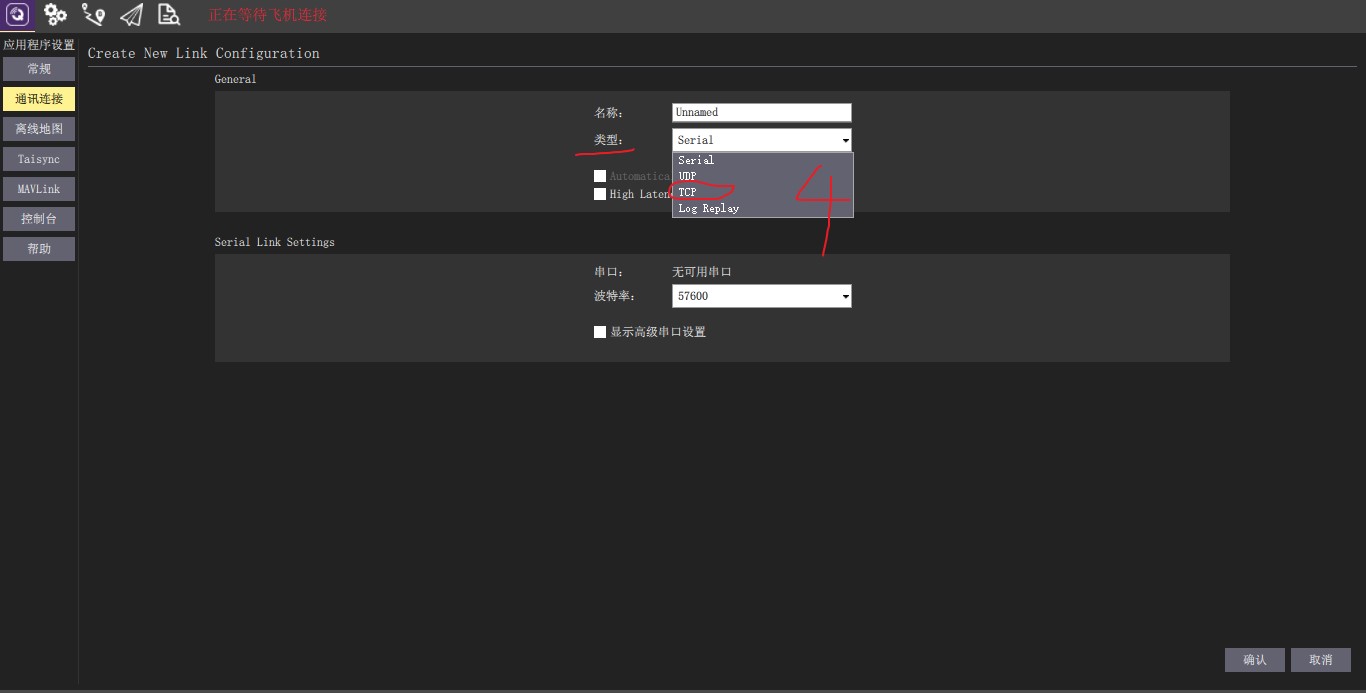 正在等待飞机连接
应用程序设置
常规
通讯连接
离线地图
Taisync
MAVLink
控制台
帮助
Create New Link Configuration
General
名称：
Unnamed
类型：
Serial
Serial
UDP
TCP
Log Replay
Automatica
High Laten
4
Serial Link Settings
串口：
无可用串口
波特率：
57600
显示高级串口设置
确认
取消